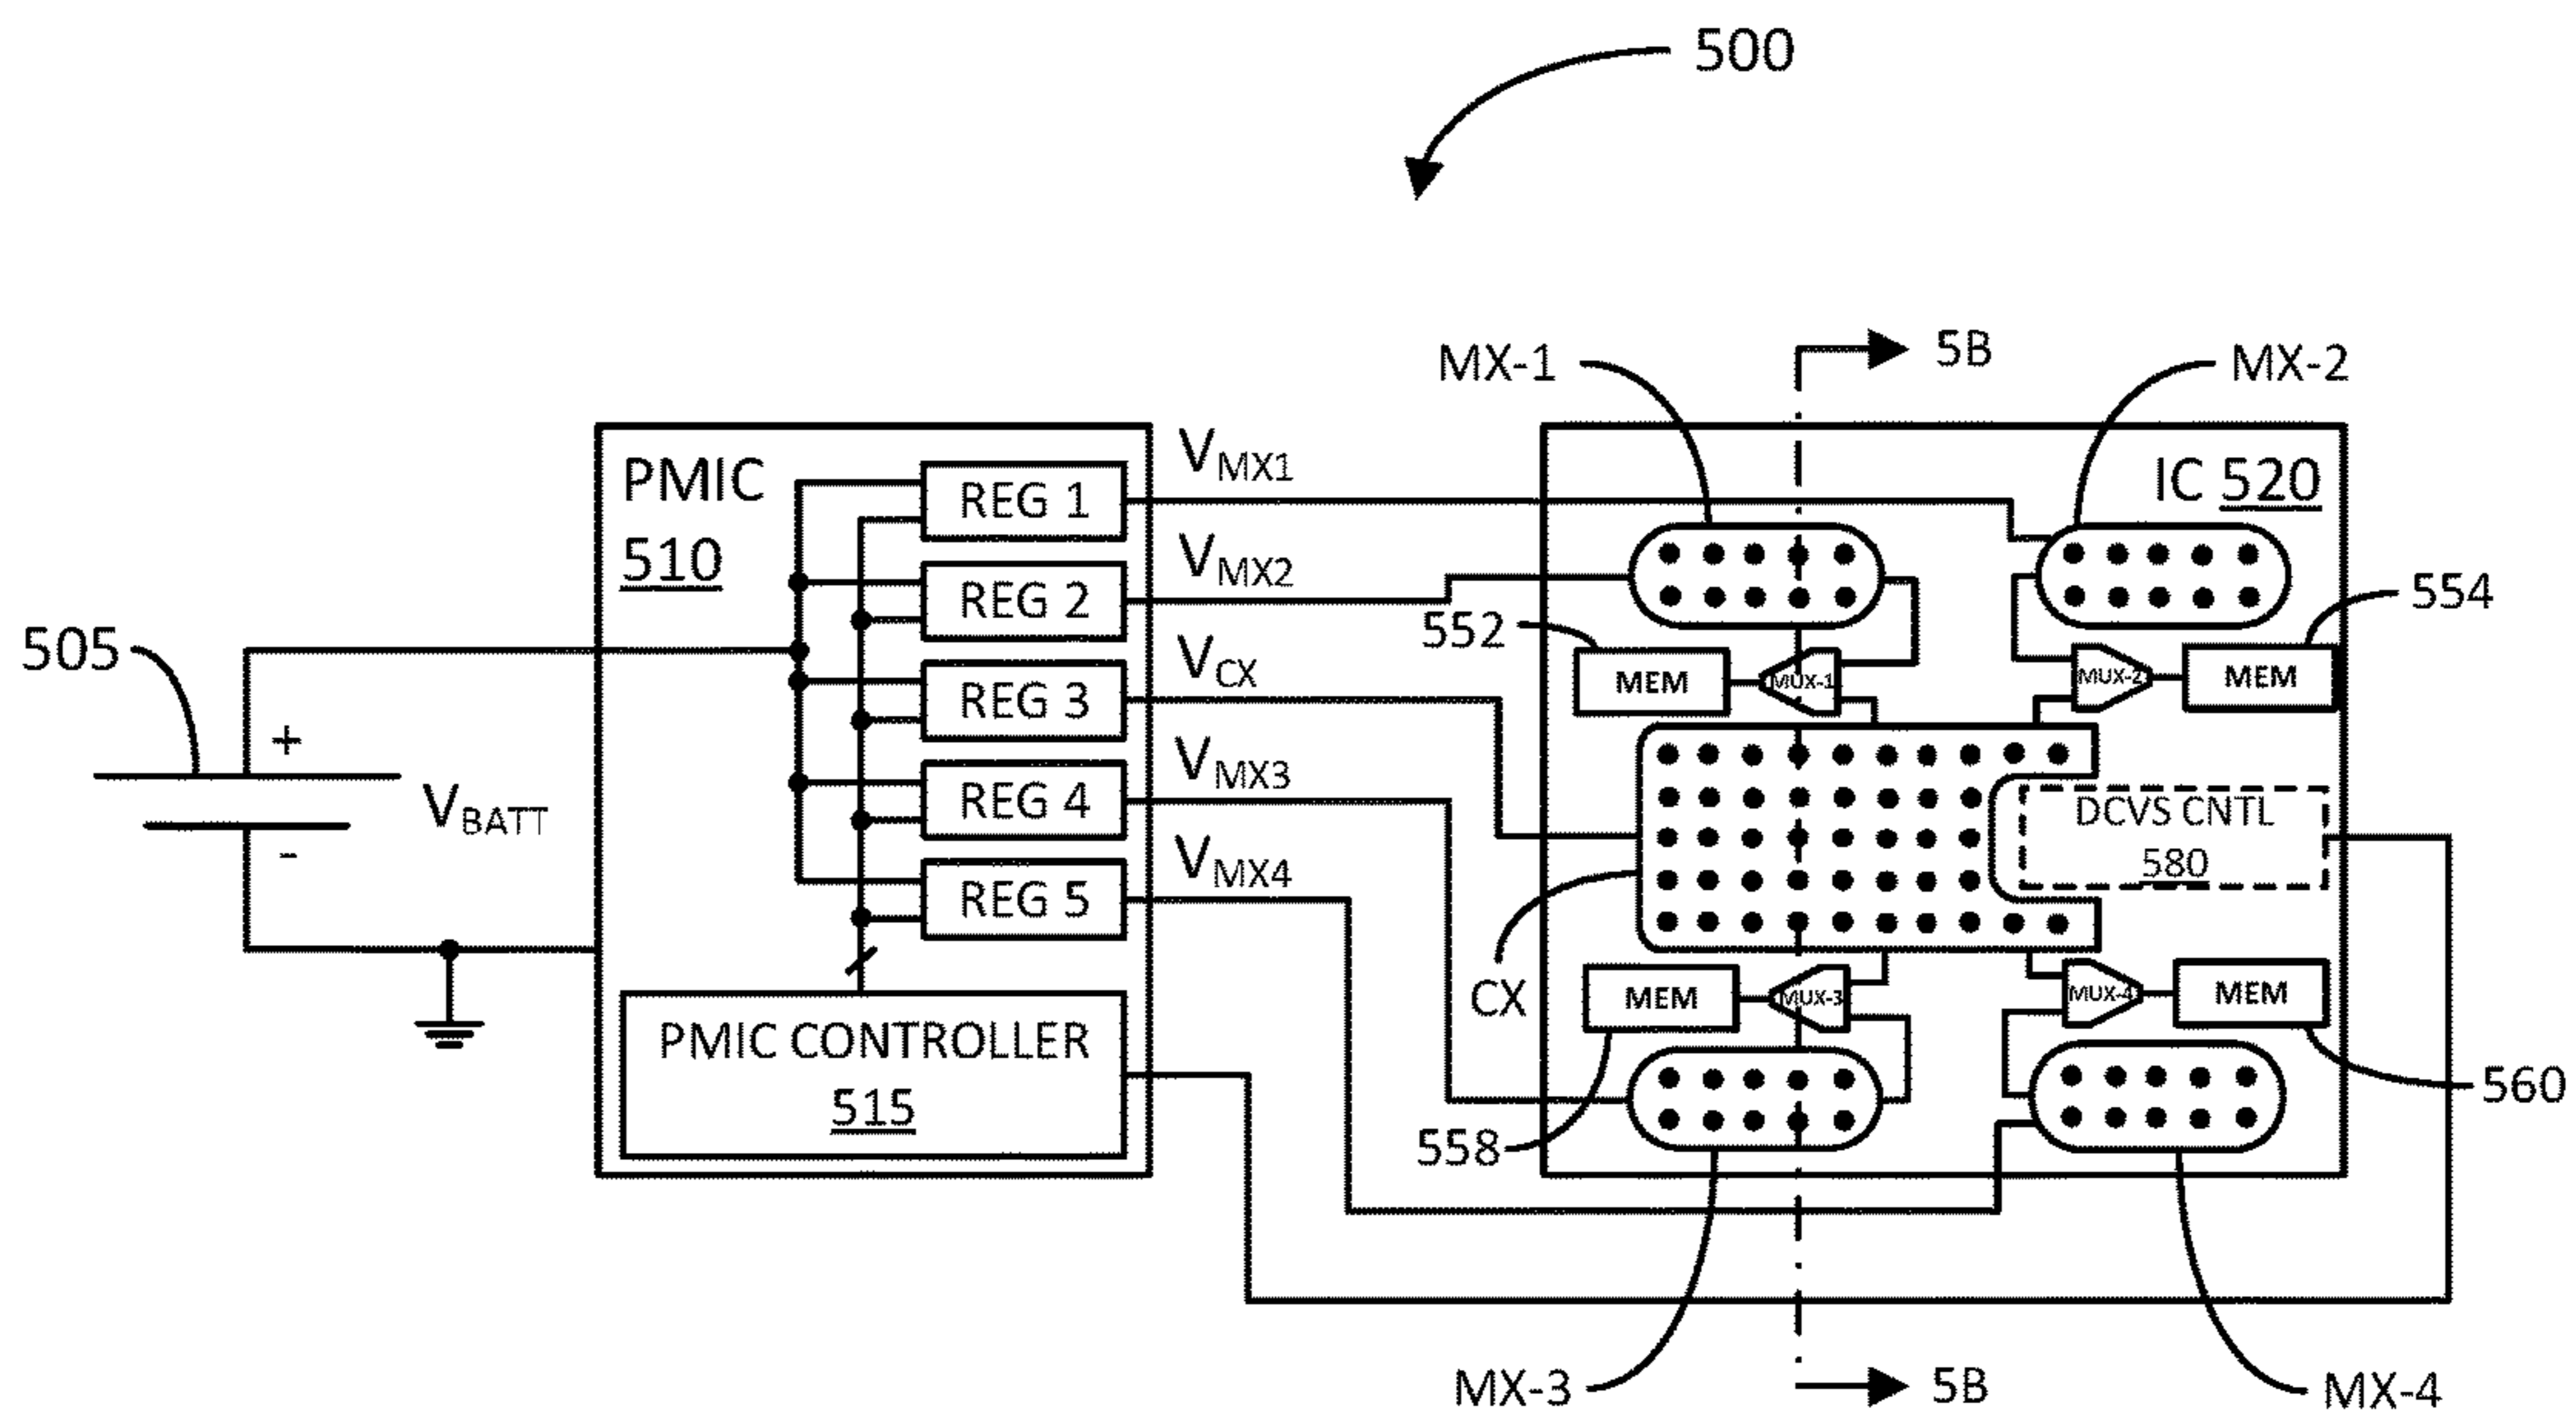 500
5B
MX-1
MX-2
PMIC
510
REG 1
REG 2
REG 3
REG 4
REG 5
PMIC CONTROLLER
515
505
+
-
VBATT
VMX1
VMX2
VCX
VMX3
VMX4
IC 520
552
554
MEM
MUX-1
MUX-2
MEM
DCVS CNTL
580
CX
MEM
MUX-3
MUX-4
MEM
558
560
MX-3
5B
MX-4